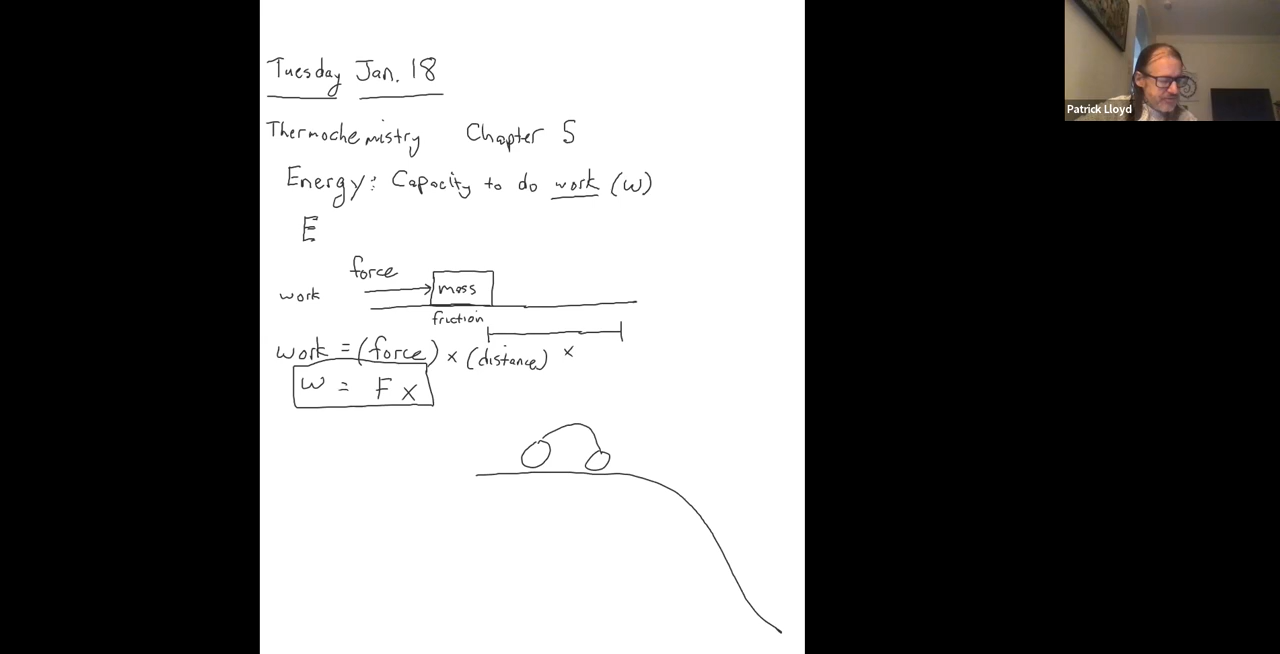 Tuesday Jan. 18
Patrick Lloyd
Thermochemistry Chapter 5
Energy: Capacity to do work (w)
E
force
work mass
friction
work = (force) x (distance) x
w = F x